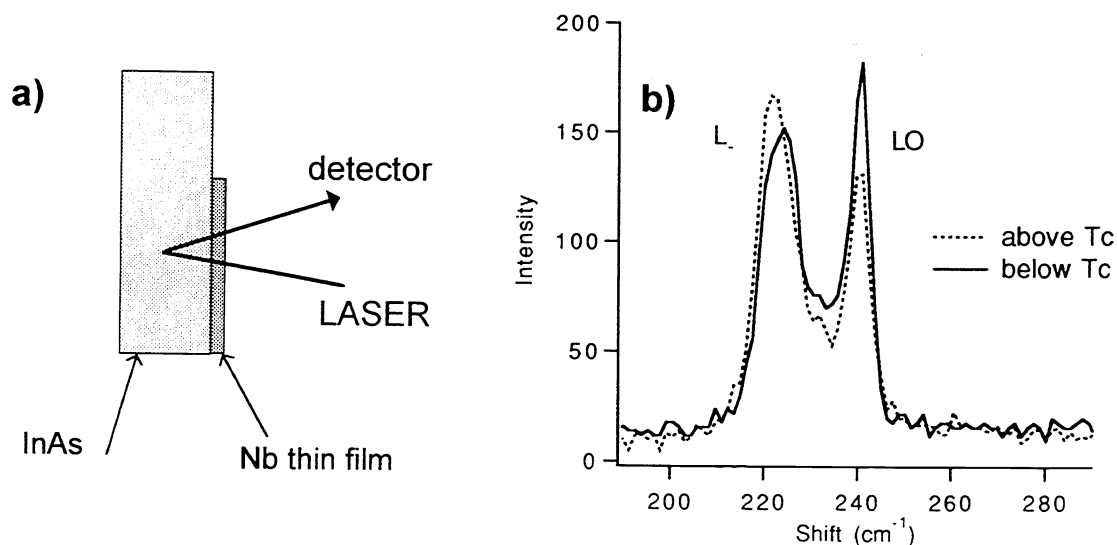 a)
detector
LASER
InAs
Nb thin film
b)
200
150
100
50
0
Intensity
L-
LO
above Tc
below Tc
200
220
240
260
280
Shift (cm⁻¹)